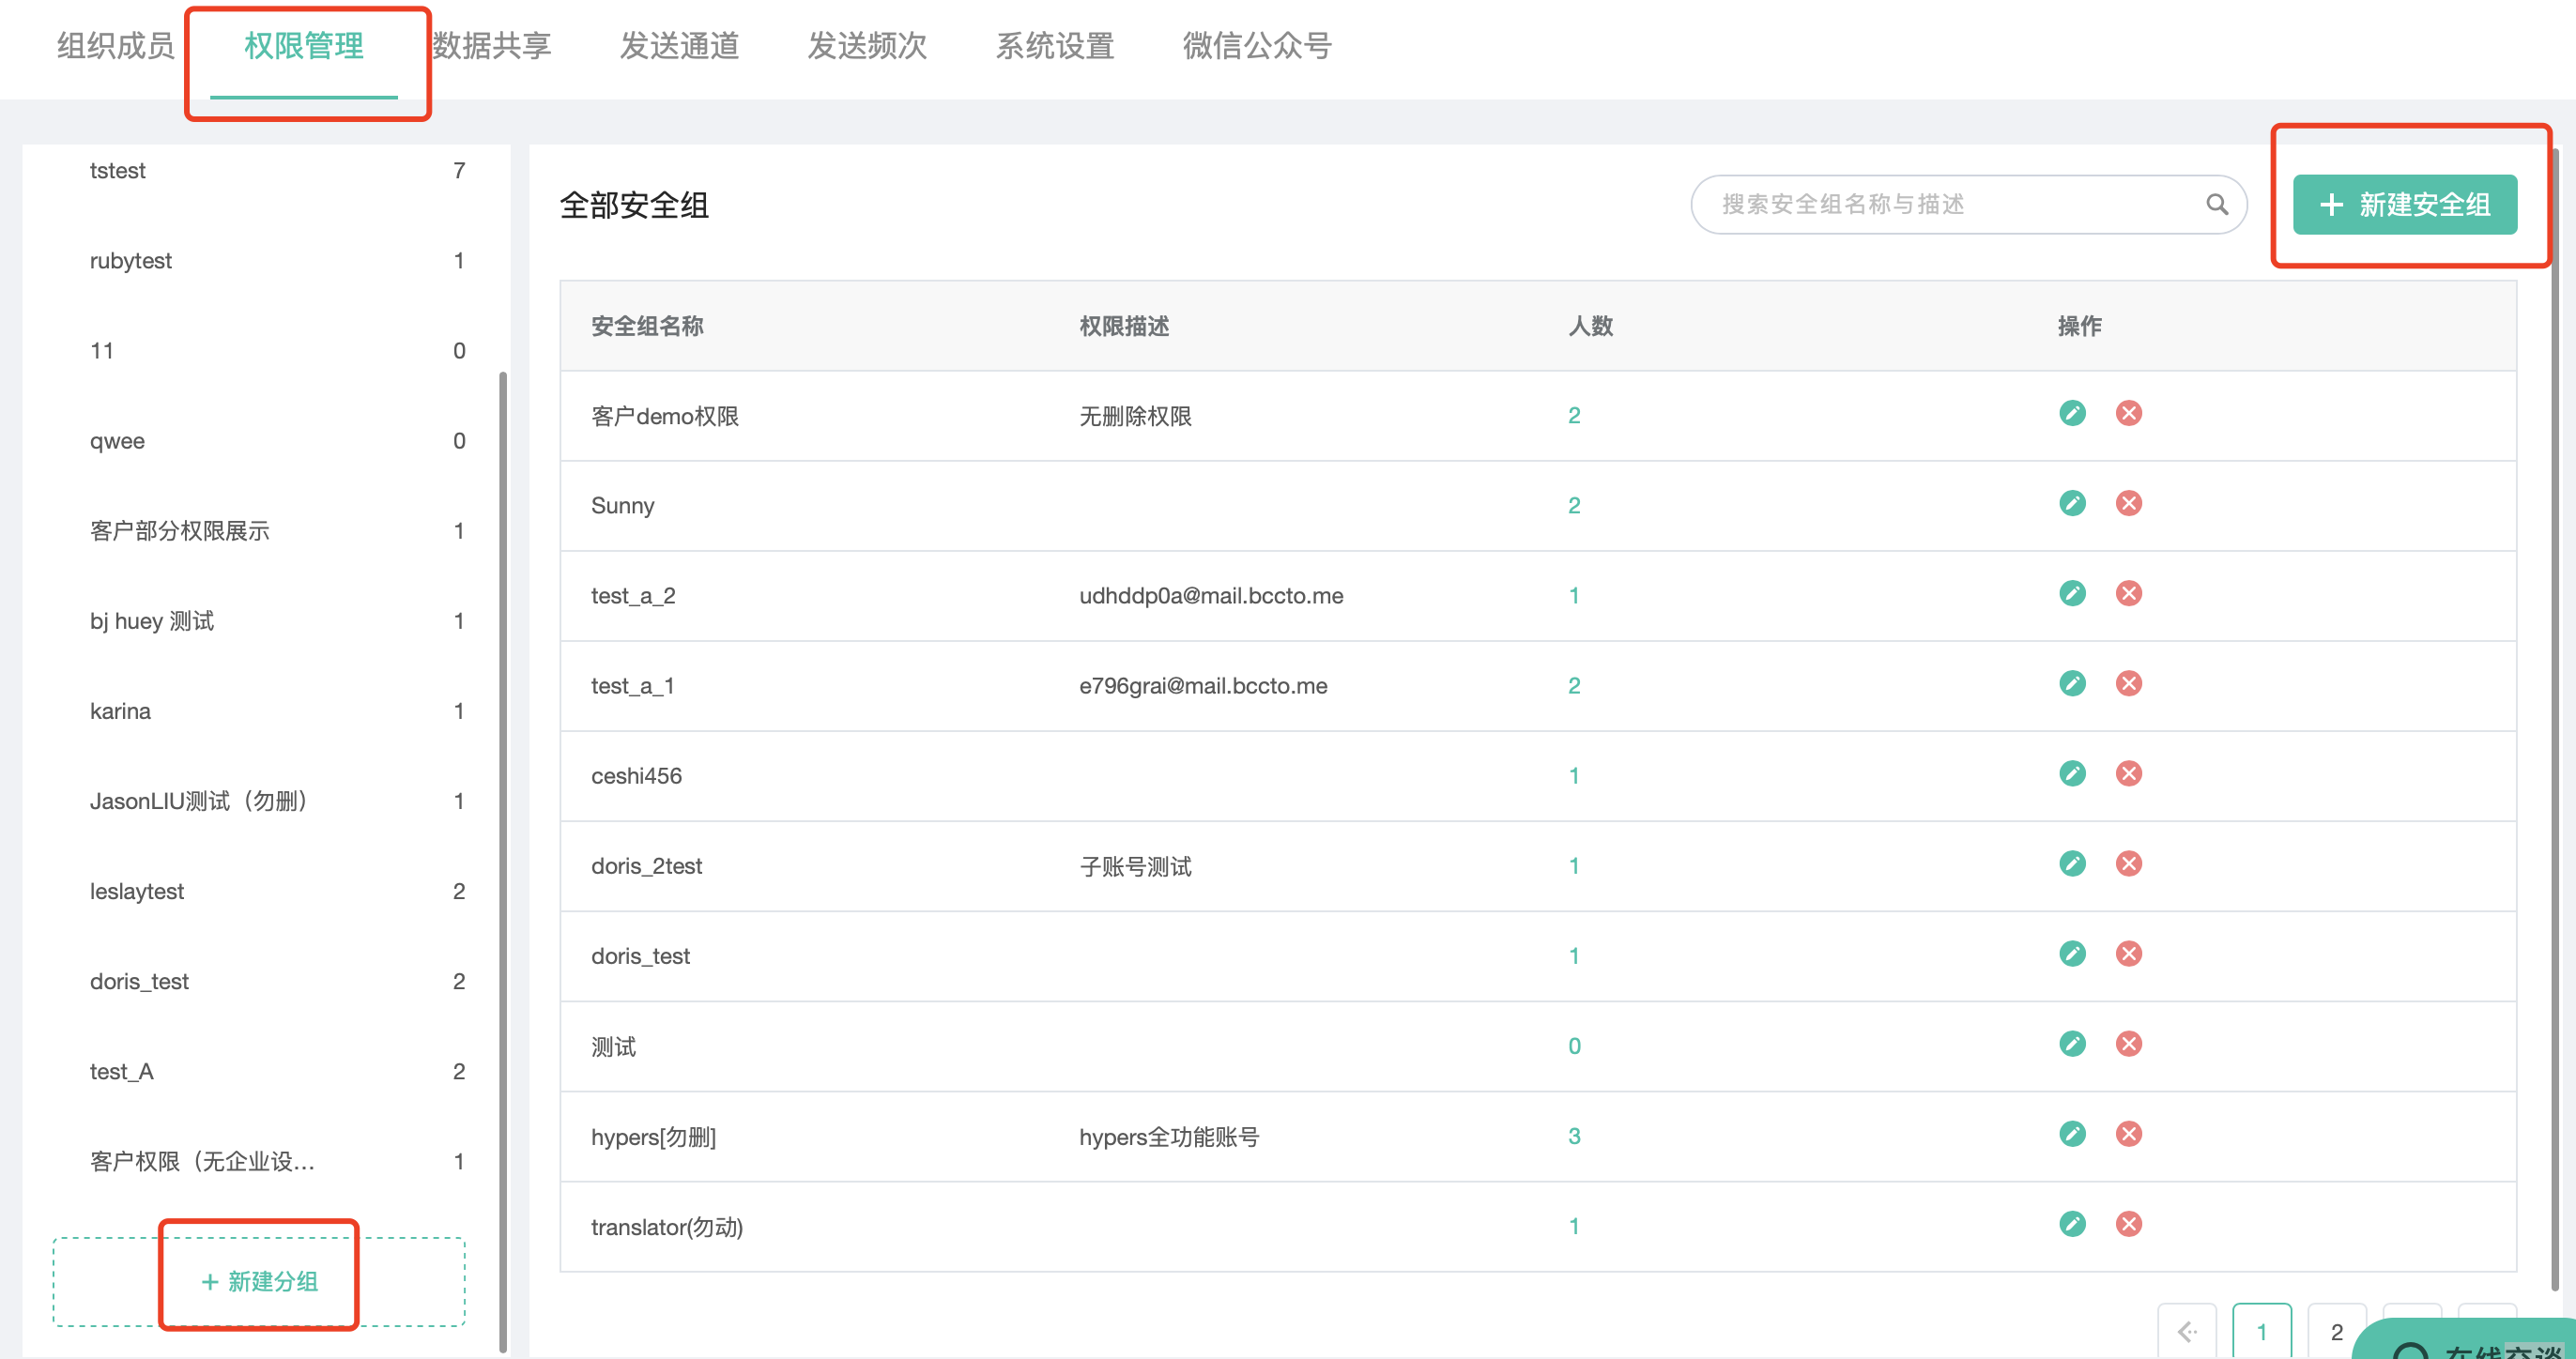 组织成员 权限管理 数据共享 发送通道 发送频次 系统设置 微信公众号
tstest 7
rubytest 1
11 0
qwee 0
客户部分权限展示 1
bj huey 测试 1
karina 1
JasonLIU测试（勿删） 1
leslaytest 2
doris_test 2
test_A 2
客户权限（无企业设... 1
+ 新建分组
全部安全组 搜索安全组名称与描述 + 新建安全组
安全组名称 权限描述 人数 操作
客户demo权限 无删除权限 2
Sunny 2
test_a_2 udhddp0a@mail.bccto.me 1
test_a_1 e796grai@mail.bccto.me 2
ceshi456 1
doris_2test 子账号测试 1
doris_test 1
测试 0
hypers[勿删] hypers全功能账号 3
translator(勿动) 1
1 2
在线交谈